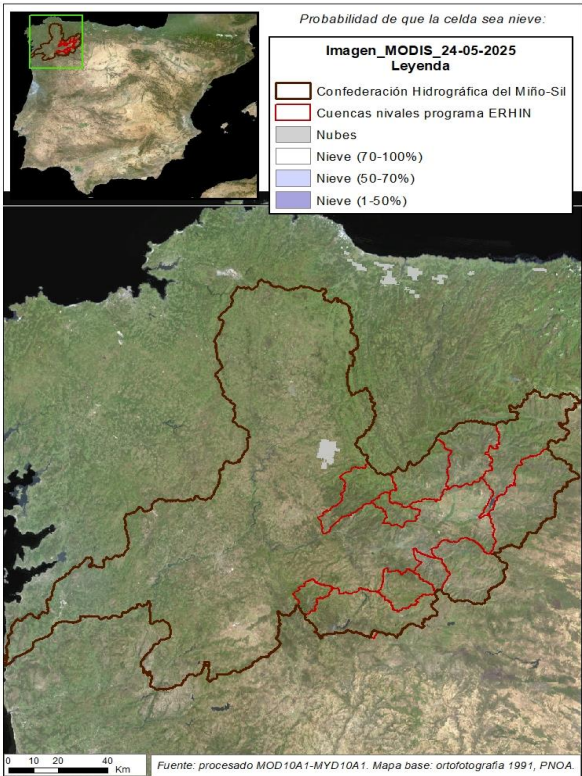 Probabilidad de que la celda sea nieve:
Imagen_MODIS_24-05-2025
Leyenda
Confederación Hidrográfica del Miño-Sil
Cuencas nivales programa ERHIN
Nubes
Nieve (70-100%)
Nieve (50-70%)
Nieve (1-50%)
0 10 20 40
Km
Fuente: procesado MOD10A1-MYD10A1. Mapa base: ortofotografía 1991, PNOA.